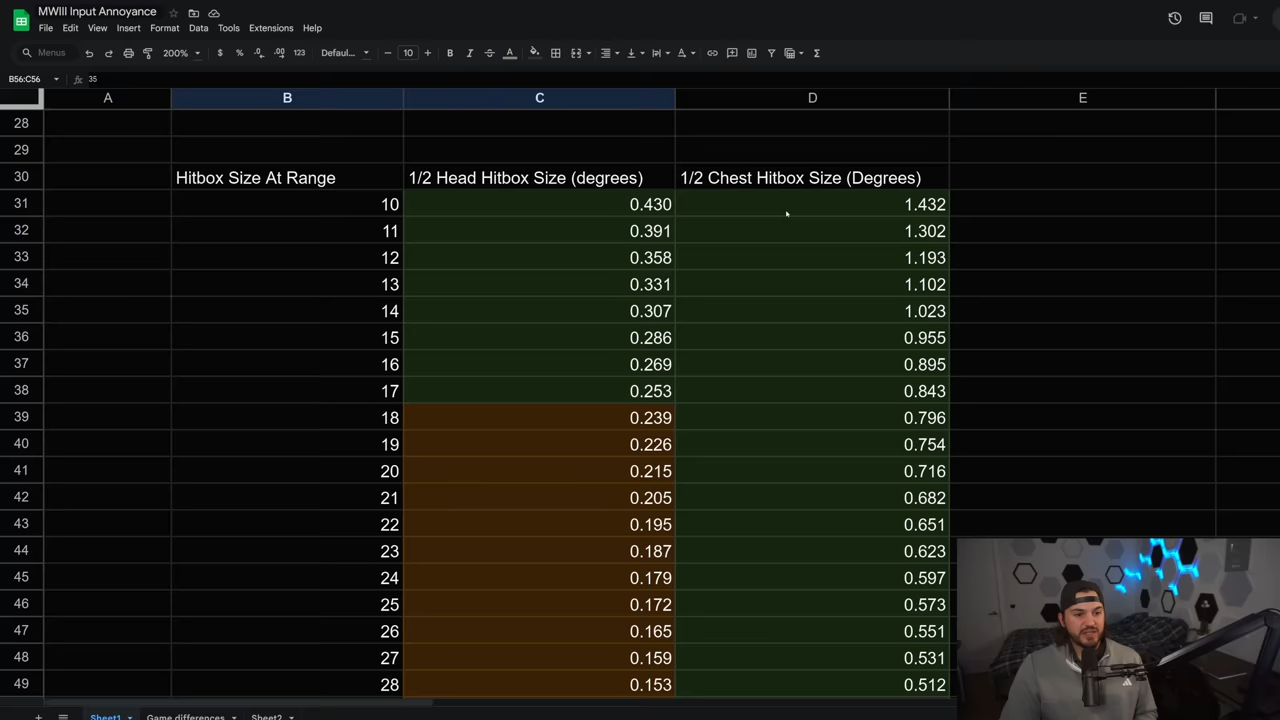 MWIII Input Annoyance
File Edit View Insert Format Data Tools Extensions Help
Menus 200% $ % .0 .00 123 Defaul... − 10 + B I S A
B56:C56 fx 35
A B C D E
28
29
30 Hitbox Size At Range 1/2 Head Hitbox Size (degrees) 1/2 Chest Hitbox Size (Degrees)
31 10 0.430 1.432
32 11 0.391 1.302
33 12 0.358 1.193
34 13 0.331 1.102
35 14 0.307 1.023
36 15 0.286 0.955
37 16 0.269 0.895
38 17 0.253 0.843
39 18 0.239 0.796
40 19 0.226 0.754
41 20 0.215 0.716
42 21 0.205 0.682
43 22 0.195 0.651
44 23 0.187 0.623
45 24 0.179 0.597
46 25 0.172 0.573
47 26 0.165 0.551
48 27 0.159 0.531
49 28 0.153 0.512
Sheet1 Game differences Sheet2